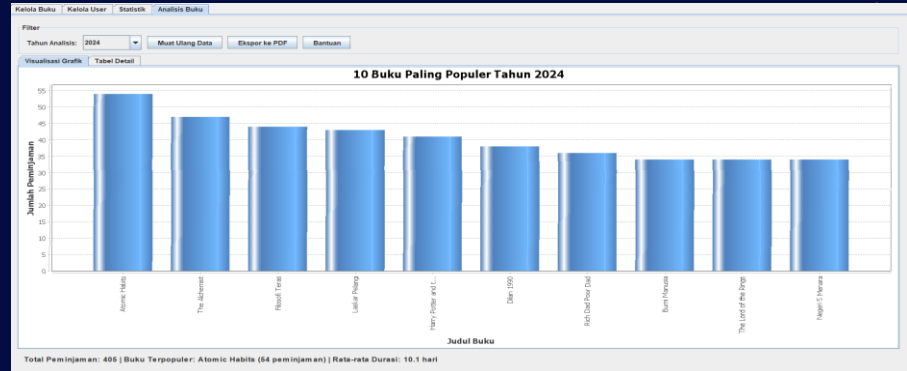 Kelola Buku Kelola User Statistik Analisis Buku
Filter
Tahun Analisis: 2024 Muat Ulang Data Ekspor ke PDF Bantuan
Visualisasi Grafik Tabel Detail
10 Buku Paling Populer Tahun 2024
Jumlah Peminjaman
55
50
45
40
35
30
25
20
15
10
5
0
Atomic Habits
The Alchemist
Filosofi Teras
Laskar Pelangi
Harry Potter and t...
Dilan 1990
Rich Dad Poor Dad
Bumi Manusia
The Lord of the Rings
Negeri 5 Menara
Judul Buku
Total Peminjaman: 405 | Buku Terpopuler: Atomic Habits (54 peminjaman) | Rata-rata Durasi: 10.1 hari